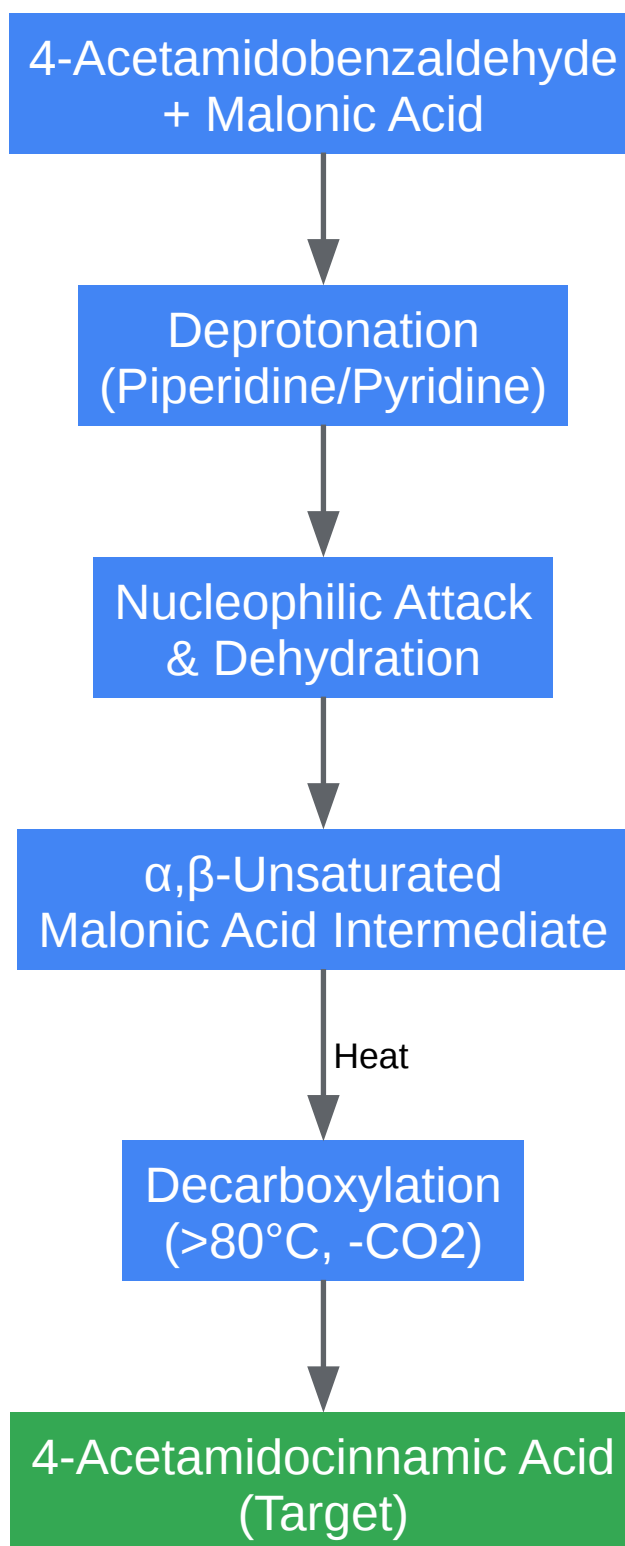 4-Acetamidobenzaldehyde
+ Malonic Acid
Deprotonation
(Piperidine/Pyridine)
Nucleophilic Attack
& Dehydration
α,β-Unsaturated
Malonic Acid Intermediate
Heat
Decarboxylation
(>80°C, -CO2)
4-Acetamidocinnamic Acid
(Target)